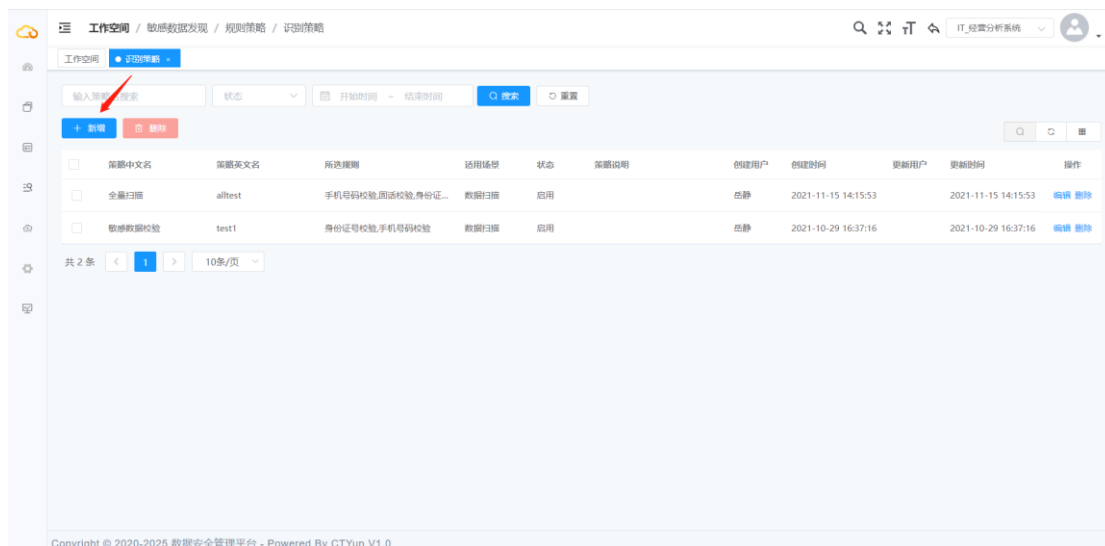 工作空间 / 敏感数据发现 / 规则策略 / 识别策略 IT_经营分析系统
工作空间 识别策略 ×
输入策略名搜索 状态 开始时间 ~ 结束时间 搜索 重置
+ 新增 删除
策略中文名 策略英文名 所选规则 适用场景 状态 策略说明 创建用户 创建时间 更新用户 更新时间 操作
全量扫描 alltest 手机号码校验,固话校验,身份证... 数据扫描 启用 岳静 2021-11-15 14:15:53 2021-11-15 14:15:53 编辑 删除
敏感数据校验 test1 身份证号校验,手机号码校验 数据扫描 启用 岳静 2021-10-29 16:37:16 2021-10-29 16:37:16 编辑 删除
共 2 条 < 1 > 10条/页
Copyright © 2020-2025 数据安全管理平台 - Powered By CTYun V1.0